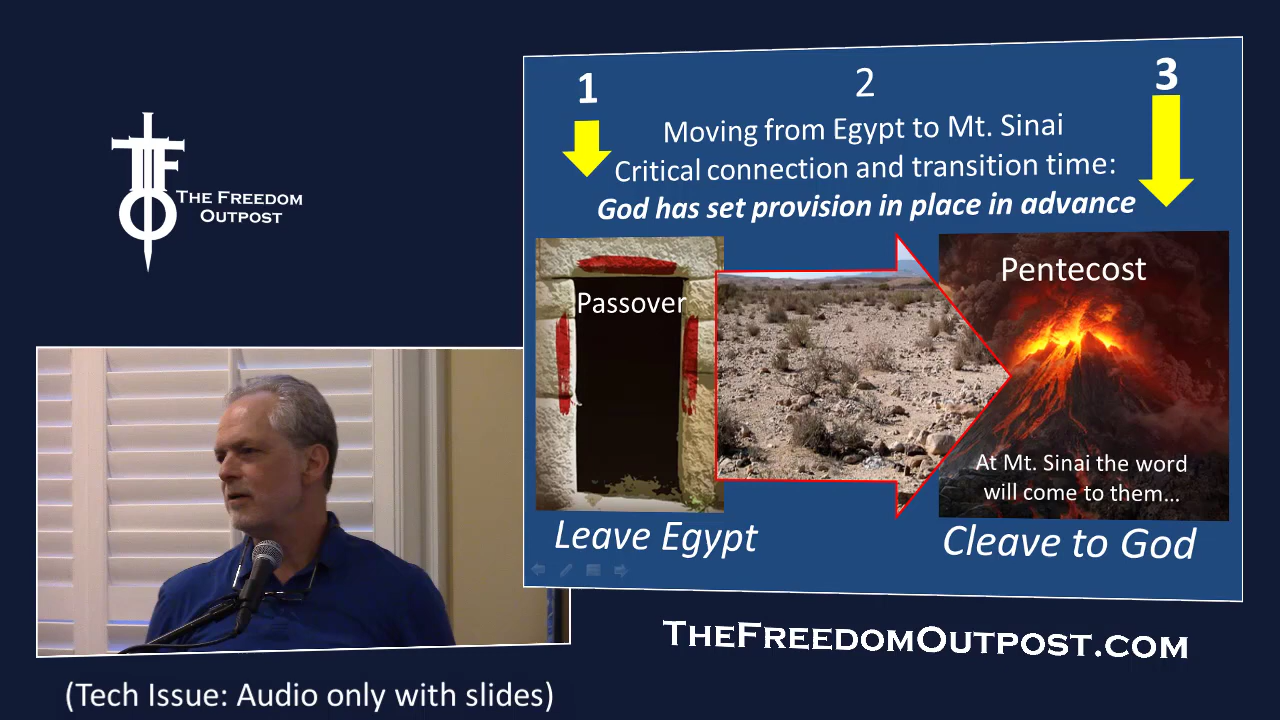 THE FREEDOM
OUTPOST
1
2
3
Moving from Egypt to Mt. Sinai
Critical connection and transition time:
God has set provision in place in advance
Passover
Pentecost
At Mt. Sinai the word
will come to them...
Leave Egypt
Cleave to God
THEFREEDOMOUTPOST.COM
(Tech Issue: Audio only with slides)